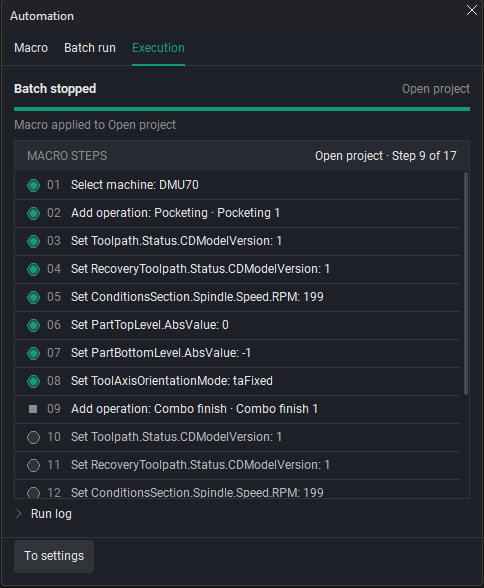 Automation
Macro Batch run Execution
Batch stopped Open project
Macro applied to Open project
MACRO STEPS Open project · Step 9 of 17
01 Select machine: DMU70
02 Add operation: Pocketing · Pocketing 1
03 Set Toolpath.Status.CDModelVersion: 1
04 Set RecoveryToolpath.Status.CDModelVersion: 1
05 Set ConditionsSection.Spindle.Speed.RPM: 199
06 Set PartTopLevel.AbsValue: 0
07 Set PartBottomLevel.AbsValue: -1
08 Set ToolAxisOrientationMode: taFixed
09 Add operation: Combo finish · Combo finish 1
10 Set Toolpath.Status.CDModelVersion: 1
11 Set RecoveryToolpath.Status.CDModelVersion: 1
12 Set ConditionsSection.Spindle.Speed.RPM: 199
Run log
To settings